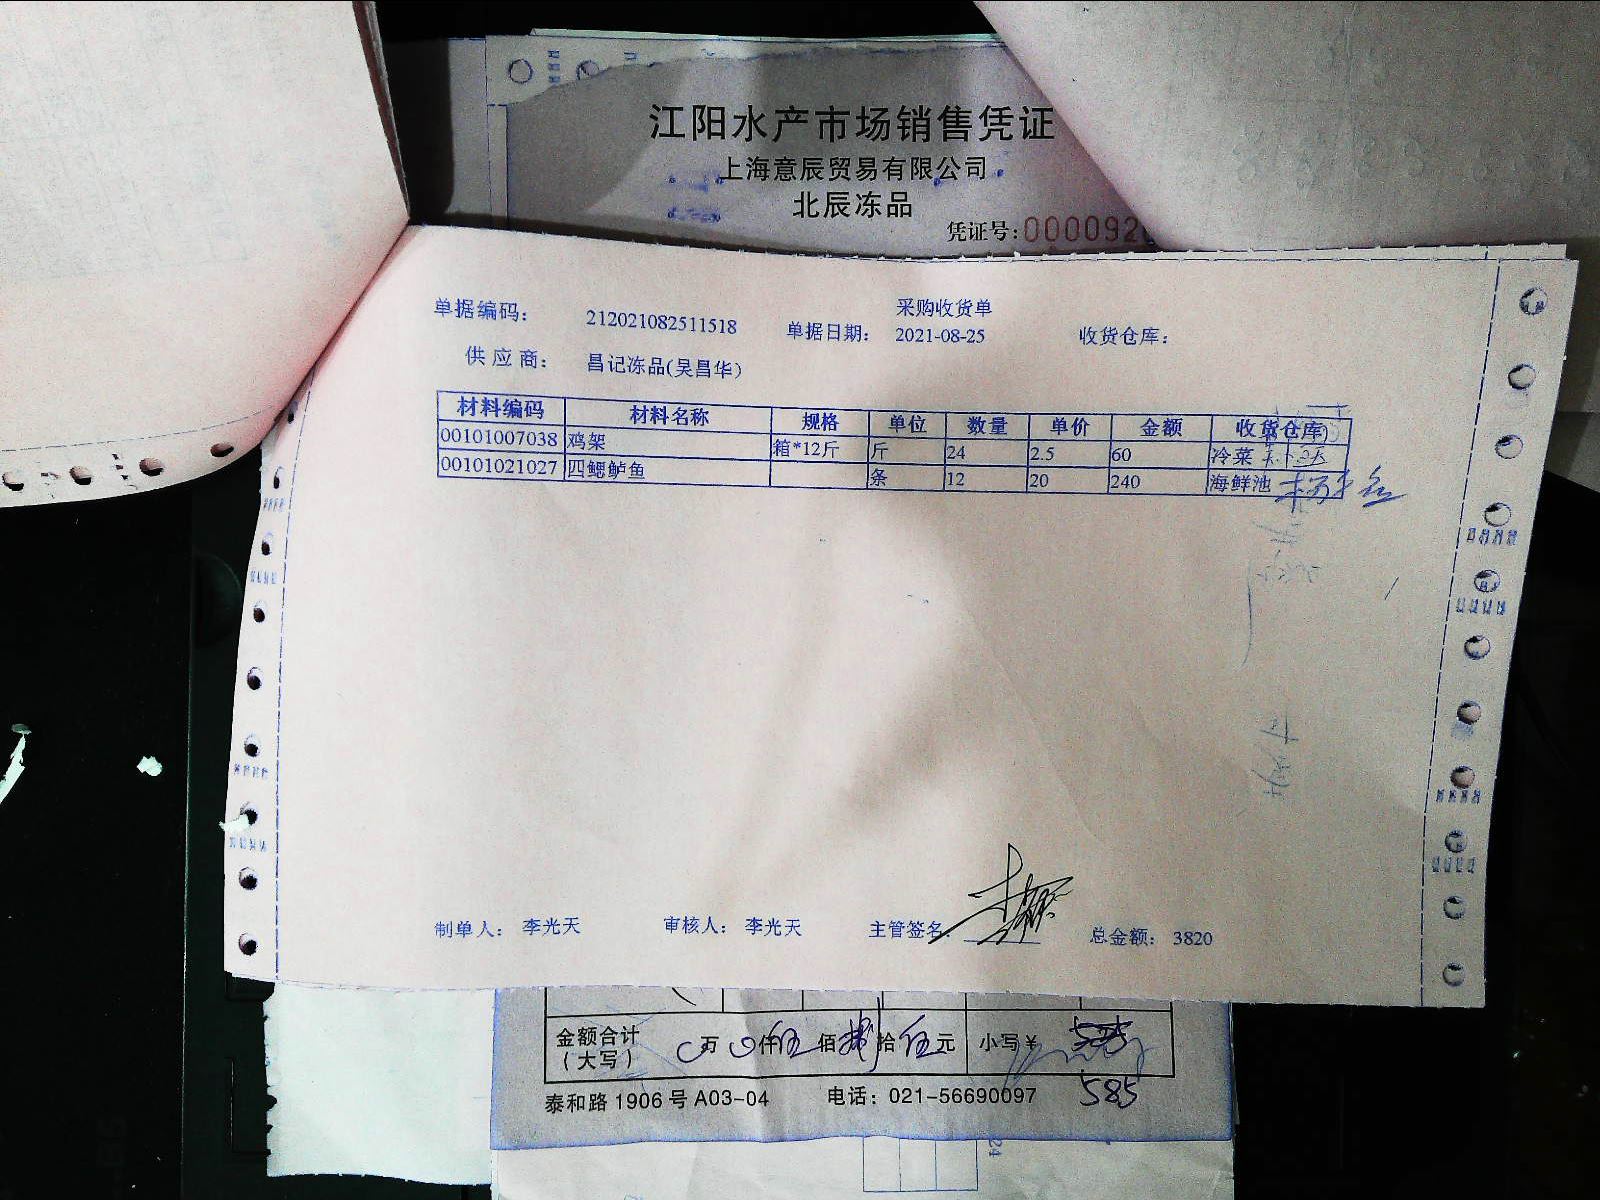 江阳水产市场销售凭证
上海意辰贸易有限公司
北辰冻品
凭证号:000092
采购收货单
单据编码: 212021082511518 单据日期: 2021-08-25 收货仓库:
供应商: 昌记冻品(吴昌华)
材料编码 材料名称 规格 单位 数量 单价 金额 收货仓库
00101007038 鸡架 箱*12斤 斤 24 2.5 60 冷菜
00101021027 四鳃鲈鱼 条 12 20 240 海鲜池
制单人: 李光天 审核人: 李光天 主管签名: 总金额: 3820
金额合计(大写) 万 仟伍佰捌拾伍元 小写¥
585
泰和路1906号A03-04 电话: 021-56690097